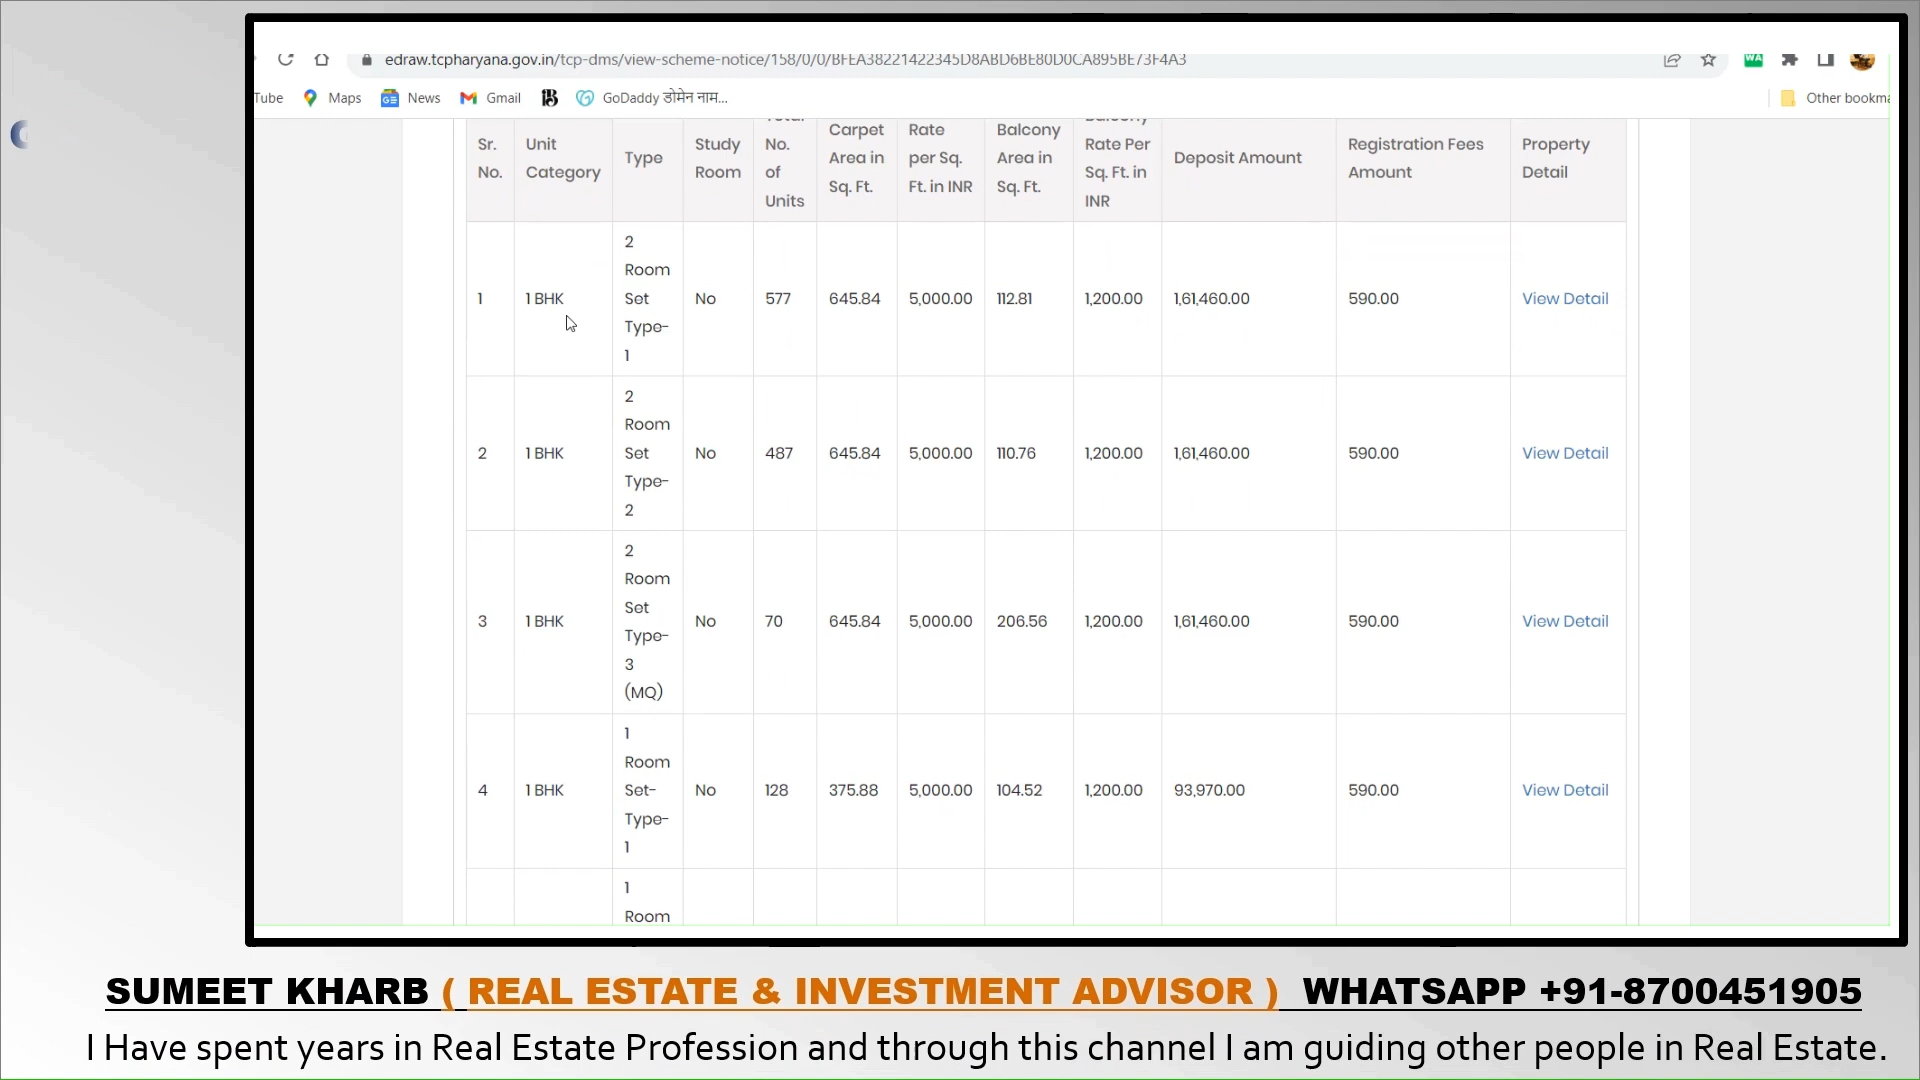 edraw.tcpharyana.gov.in/tcp-dms/view-scheme-notice/158/0/0/BFEA38221422345D8ABD6BE80D0CA895BE73F4A3
WA
Tube Maps News Gmail GoDaddy डोमेन नाम... Other bookma
Sr. No. Unit Category Type Study Room Total No. of Units Carpet Area in Sq. Ft. Rate per Sq. Ft. in INR Balcony Area in Sq. Ft. Balcony Rate Per Sq. Ft. in INR Deposit Amount Registration Fees Amount Property Detail
1 1 BHK 2 Room Set Type-1 No 577 645.84 5,000.00 112.81 1,200.00 1,61,460.00 590.00 View Detail
2 1 BHK 2 Room Set Type-2 No 487 645.84 5,000.00 110.76 1,200.00 1,61,460.00 590.00 View Detail
3 1 BHK 2 Room Set Type-3 (MQ) No 70 645.84 5,000.00 206.56 1,200.00 1,61,460.00 590.00 View Detail
4 1 BHK 1 Room Set-Type-1 No 128 375.88 5,000.00 104.52 1,200.00 93,970.00 590.00 View Detail
1 Room
SUMEET KHARB ( REAL ESTATE & INVESTMENT ADVISOR ) WHATSAPP +91-8700451905
I Have spent years in Real Estate Profession and through this channel I am guiding other people in Real Estate.